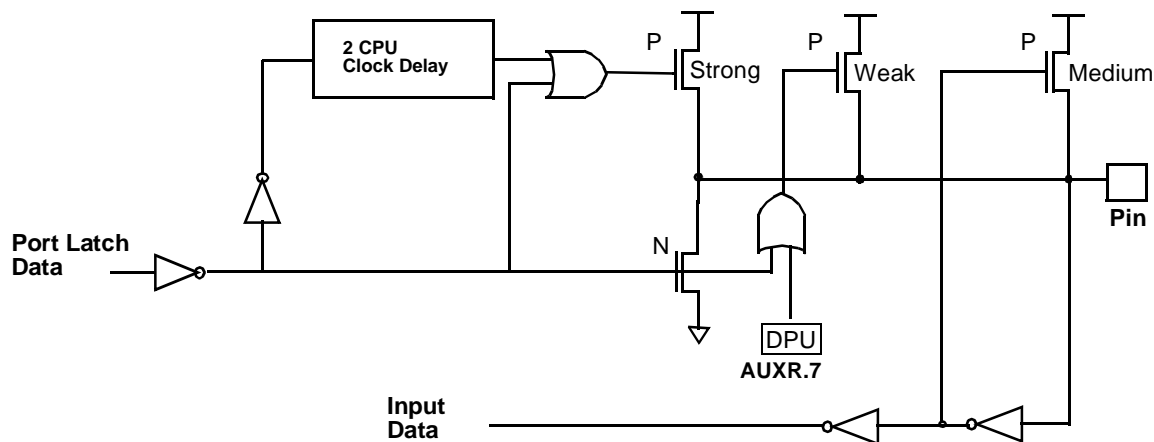 2 CPU
Clock Delay
P
Strong
P
Weak
P
Medium
Pin
Port Latch
Data
N
DPU
AUXR.7
Input
Data